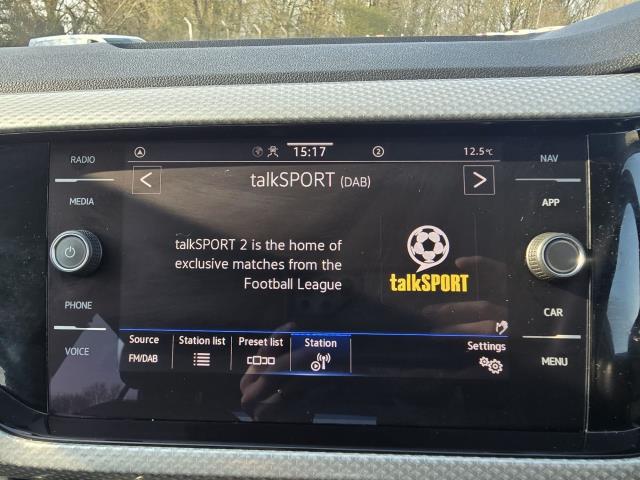 RADIO
MEDIA
PHONE
VOICE
15:17
2
12.5°C
talkSPORT (DAB)
talkSPORT 2 is the home of
exclusive matches from the
Football League
talkSPORT
Source
FM/DAB
Station list
Preset list
Station
Settings
NAV
APP
CAR
MENU